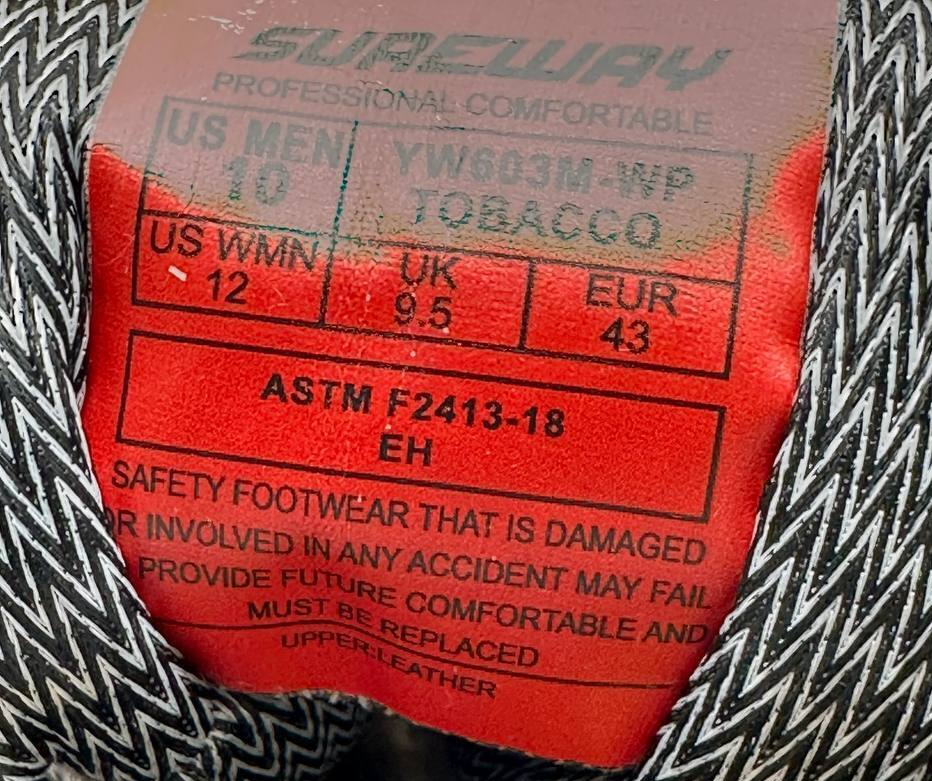 SUREWAY
PROFESSIONAL COMFORTABLE
US MEN
10
YW603M-WP
TOBACCO
US WMN
12
UK
9.5
EUR
43
ASTM F2413-18
EH
SAFETY FOOTWEAR THAT IS DAMAGED
OR INVOLVED IN ANY ACCIDENT MAY FAIL
PROVIDE FUTURE COMFORTABLE AND
MUST BE REPLACED
UPPER:LEATHER